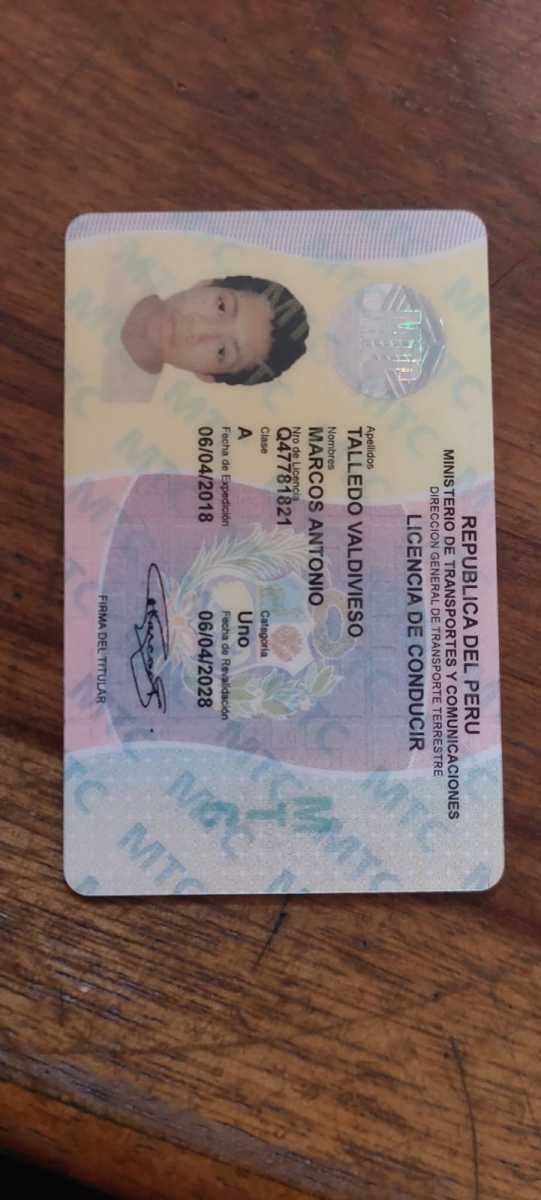 REPUBLICA DEL PERU
MINISTERIO DE TRANSPORTES Y COMUNICACIONES
DIRECCION GENERAL DE TRANSPORTE TERRESTRE
LICENCIA DE CONDUCIR
Apellidos
TALLEDO VALDIVIESO
Nombres
MARCOS ANTONIO
Nro de Licencia
Q47781821
Clase Categoria
A Uno
Fecha de Expedición Fecha de Revalidación
06/04/2018 06/04/2028
FIRMA DEL TITULAR
MTC